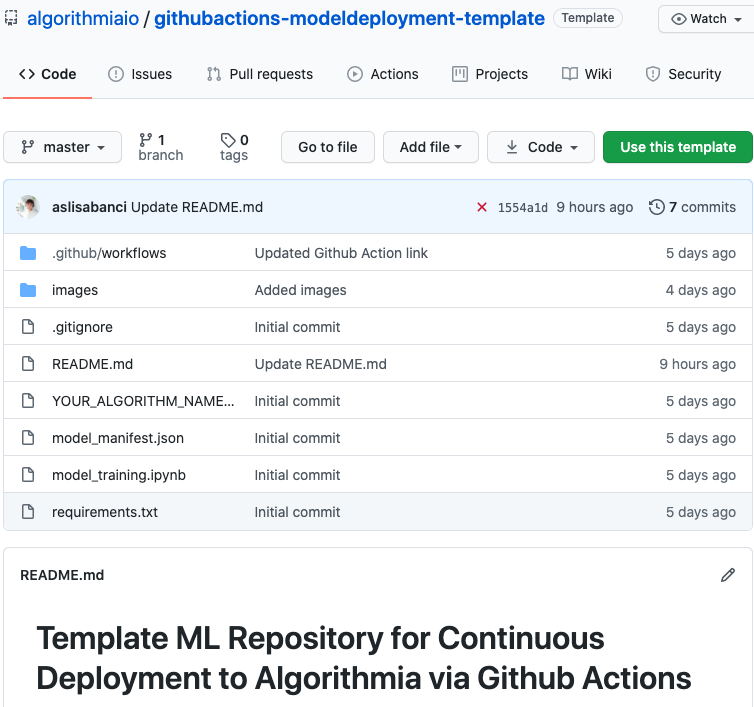 algorithmiaio / githubactions-modeldeployment-template Template Watch
Code Issues Pull requests Actions Projects Wiki Security
master 1 branch 0 tags Go to file Add file Code Use this template
aslisabanci Update README.md 1554a1d 9 hours ago 7 commits
.github/workflows Updated Github Action link 5 days ago
images Added images 4 days ago
.gitignore Initial commit 5 days ago
README.md Update README.md 9 hours ago
YOUR_ALGORITHM_NAME... Initial commit 5 days ago
model_manifest.json Initial commit 5 days ago
model_training.ipynb Initial commit 5 days ago
requirements.txt Initial commit 5 days ago
README.md
Template ML Repository for Continuous
Deployment to Algorithmia via Github Actions